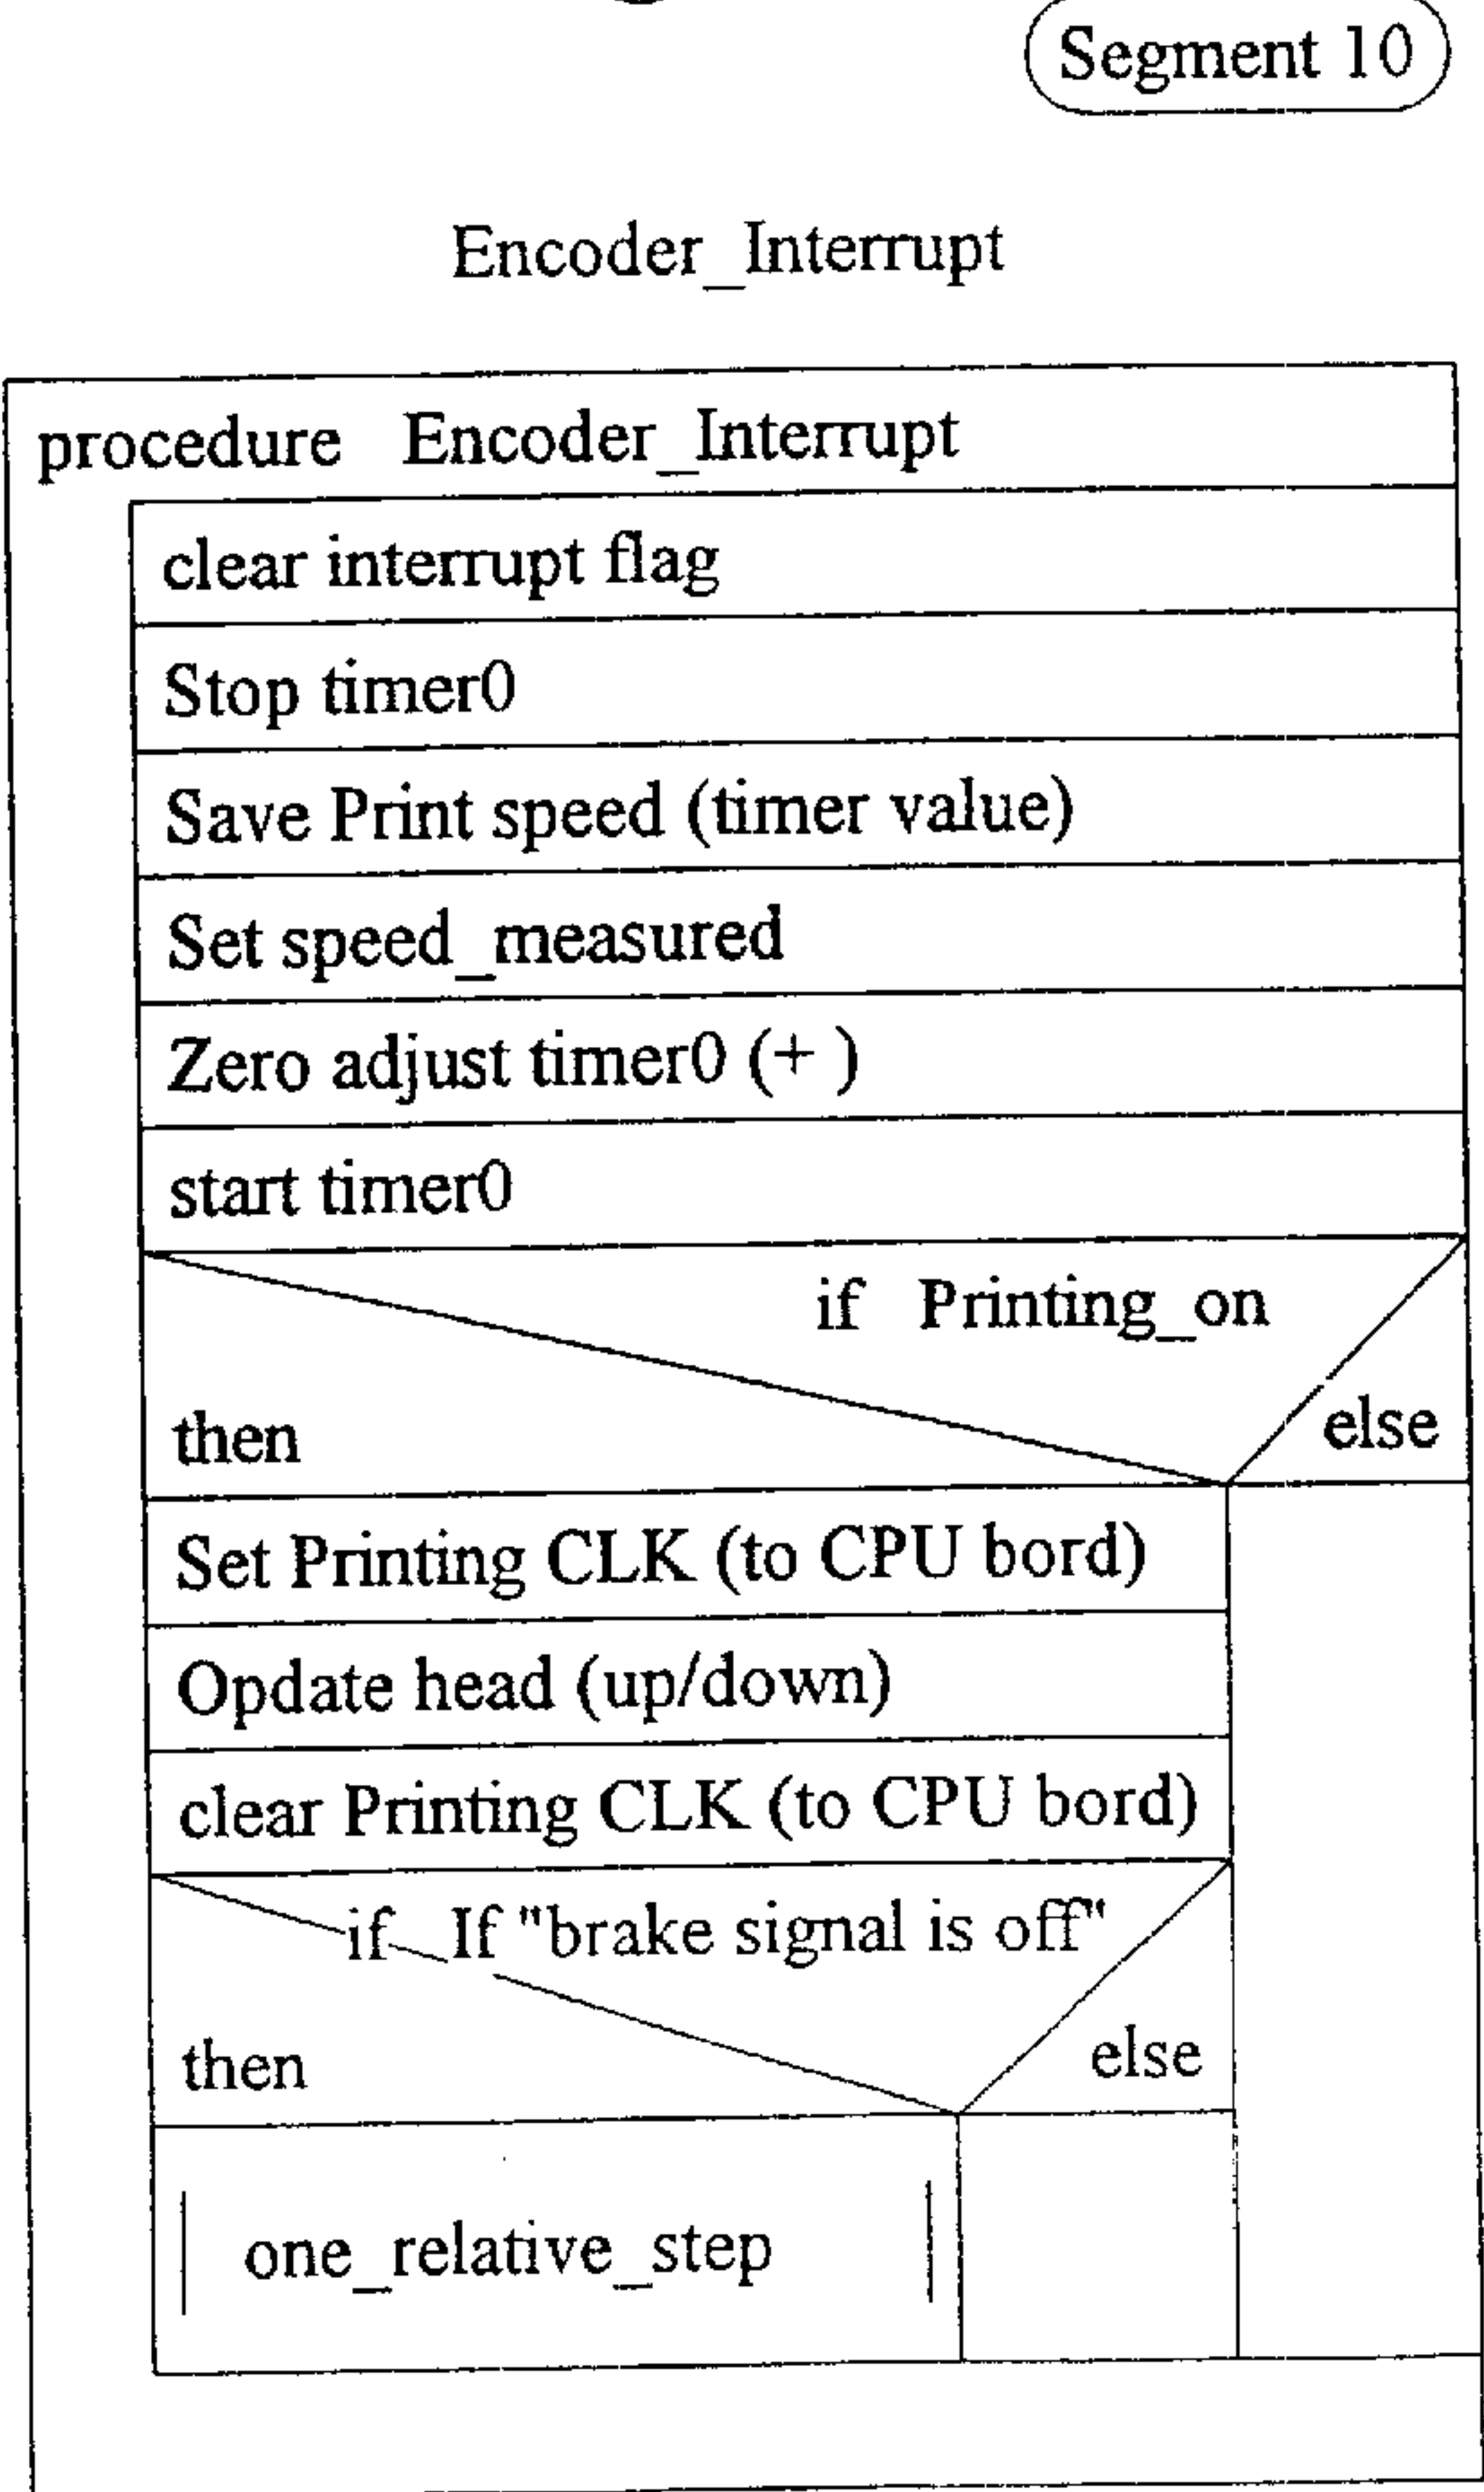 Segment 10
Encoder_Interrupt
procedure Encoder_Interrupt
clear interrupt flag
Stop timer0
Save Print speed (timer value)
Set speed_measured
Zero adjust timer0 (+ )
start timer0
if Printing_on
then else
Set Printing CLK (to CPU bord)
Opdate head (up/down)
clear Printing CLK (to CPU bord)
if If "brake signal is off"
then else
one_relative_step